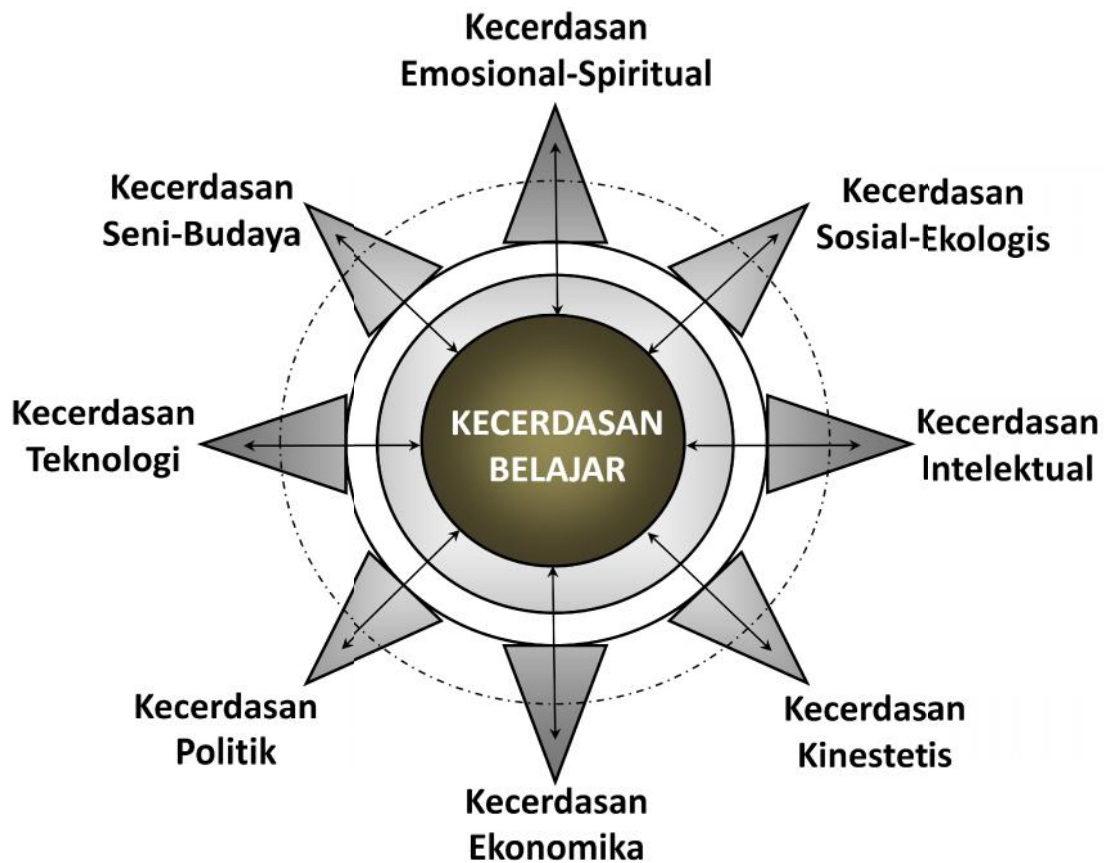 Kecerdasan
Emosional-Spiritual
Kecerdasan
Seni-Budaya
Kecerdasan
Sosial-Ekologis
Kecerdasan
Teknologi
KECERDASAN
BELAJAR
Kecerdasan
Intelektual
Kecerdasan
Politik
Kecerdasan
Kinestetis
Kecerdasan
Ekonomika